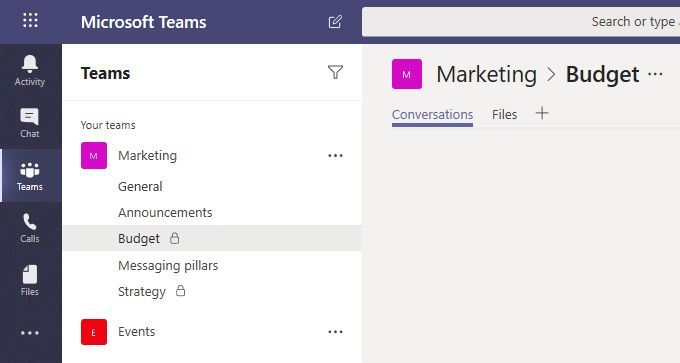 Microsoft Teams
Search or type a
Activity
Chat
Teams
Calls
Files
Teams
Your teams
M Marketing
General
Announcements
Budget
Messaging pillars
Strategy
E Events
M Marketing > Budget
Conversations Files